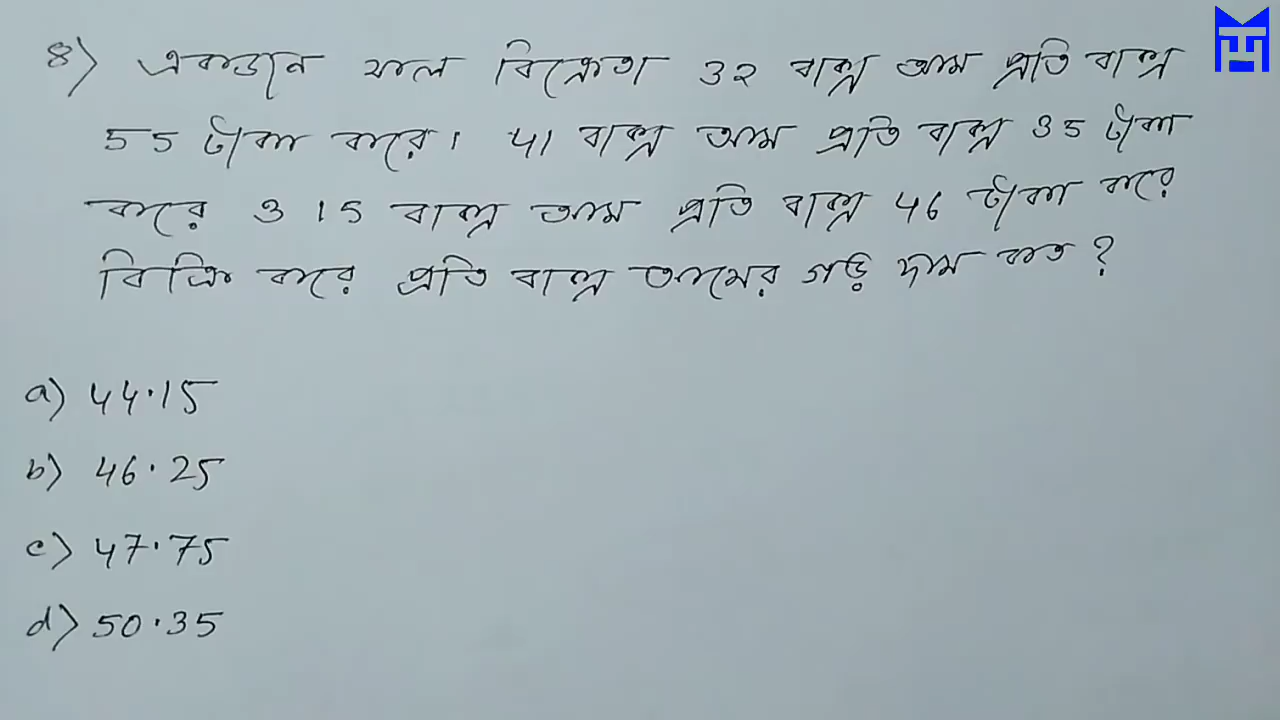 ৪) একজন ফল বিক্রেতা 32 বাক্স আম প্রতি বাক্স
55 টাকা করে। 41 বাক্স আম প্রতি বাক্স 35 টাকা
করে ও 15 বাক্স আম প্রতি বাক্স 46 টাকা করে
বিক্রি করে প্রতি বাক্স আমের গড় দাম কত?
a) 44.15
b) 46.25
c) 47.75
d) 50.35